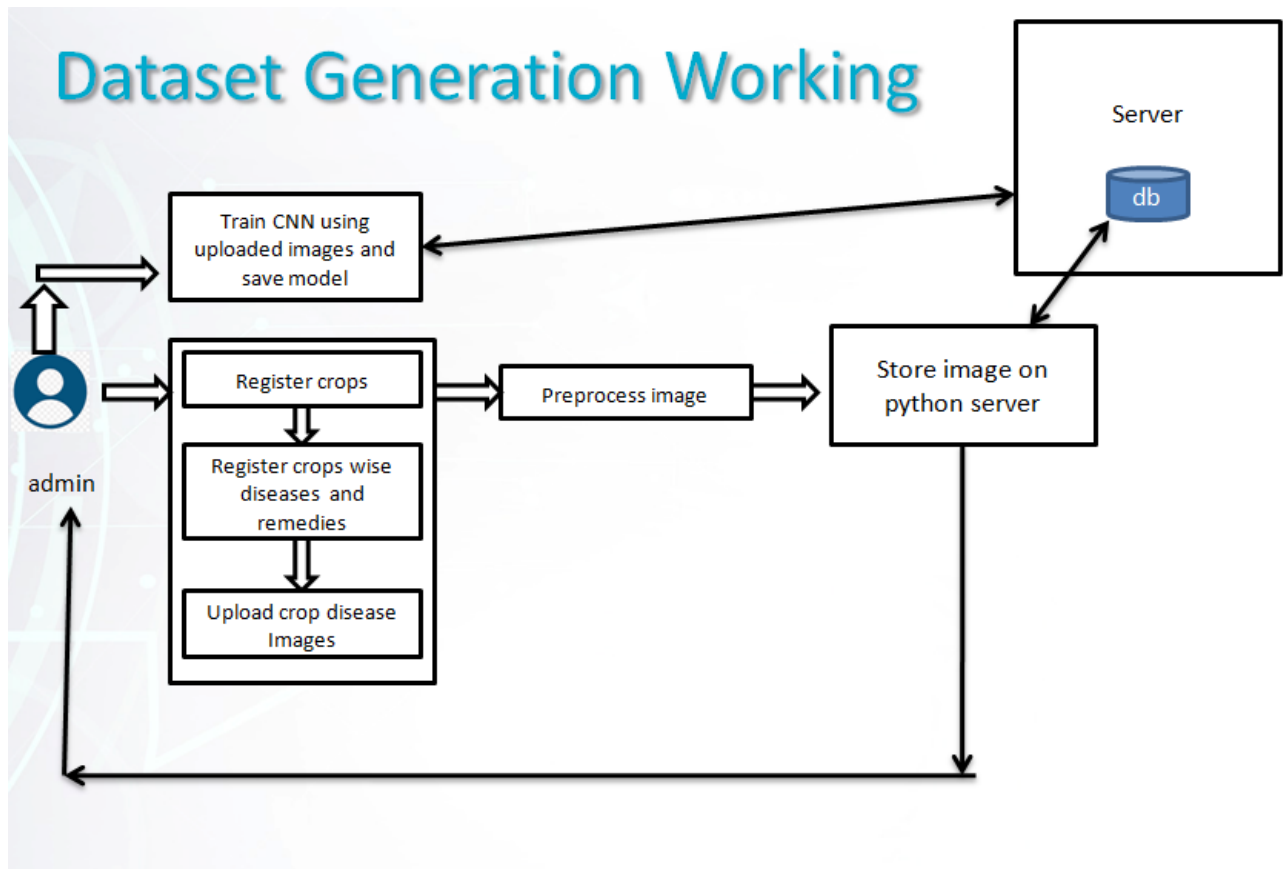 Dataset Generation Working
Server
db
Train CNN using
uploaded images and
save model
admin
Register crops
Register crops wise
diseases and
remedies
Upload crop disease
Images
Preprocess image
Store image on
python server